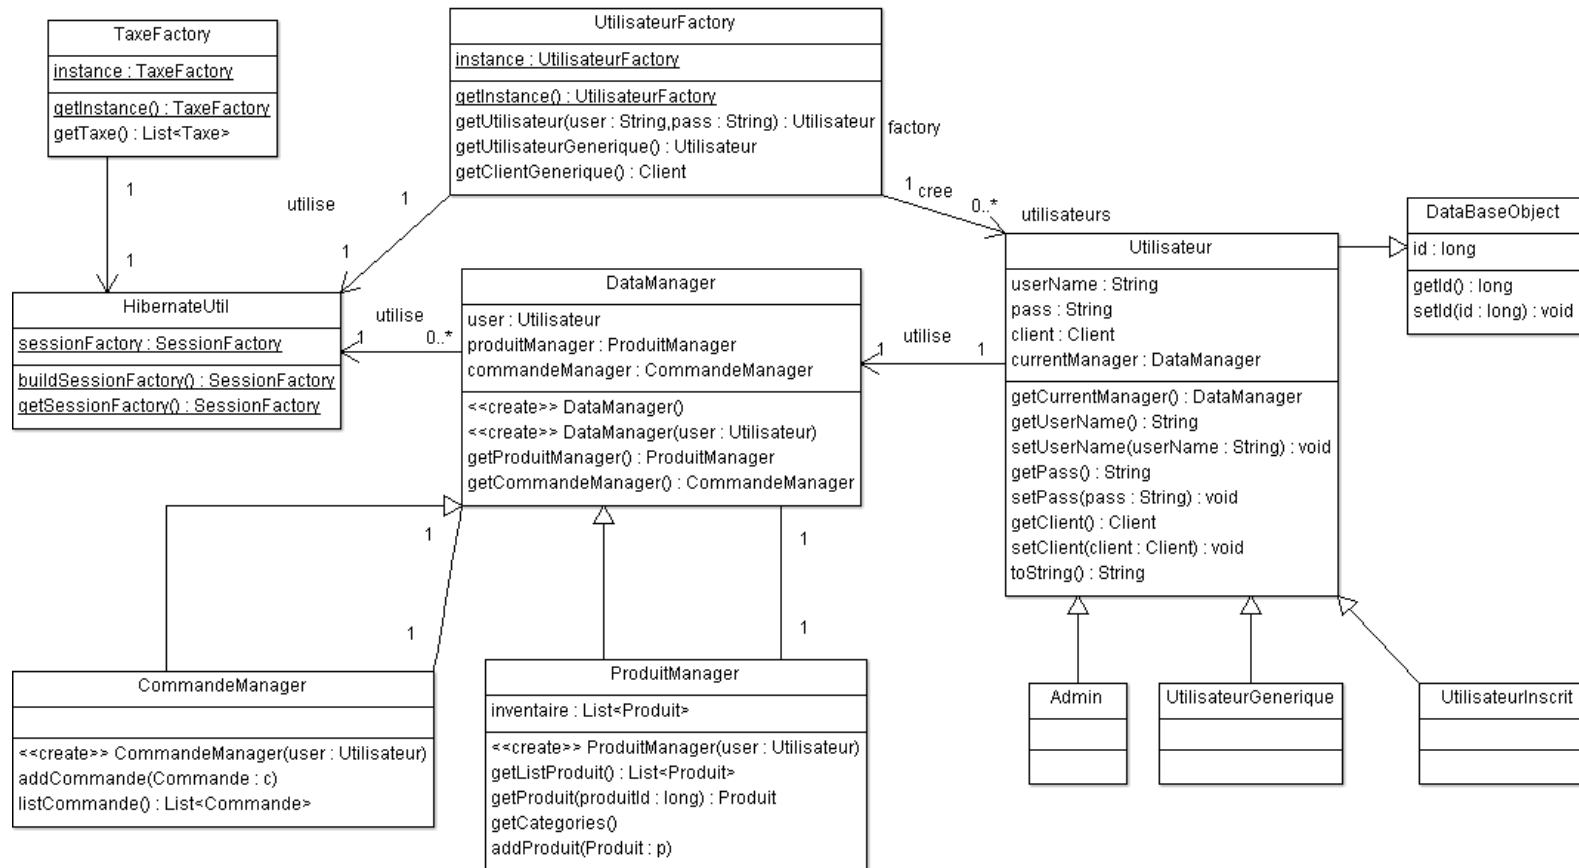 TaxeFactory
instance : TaxeFactory
getInstance() : TaxeFactory
getTaxe() : List<Taxe>
UtilisateurFactory
instance : UtilisateurFactory
getInstance() : UtilisateurFactory
getUtilisateur(user : String,pass : String) : Utilisateur
getUtilisateurGenerique() : Utilisateur
getClientGenerique() : Client
factory
1
cree
0..*
utilisateurs
1
1
utilise
1
1
DataBaseObject
id : long
getId() : long
setId(id : long) : void
HibernateUtil
sessionFactory : SessionFactory
buildSessionFactory() : SessionFactory
getSessionFactory() : SessionFactory
utilise
1
0..*
DataManager
user : Utilisateur
produitManager : ProduitManager
commandeManager : CommandeManager
<<create>> DataManager()
<<create>> DataManager(user : Utilisateur)
getProduitManager() : ProduitManager
getCommandeManager() : CommandeManager
utilise
1
1
Utilisateur
userName : String
pass : String
client : Client
currentManager : DataManager
getCurrentManager() : DataManager
getUserName() : String
setUserName(userName : String) : void
getPass() : String
setPass(pass : String) : void
getClient() : Client
setClient(client : Client) : void
toString() : String
1
1
1
1
CommandeManager
<<create>> CommandeManager(user : Utilisateur)
addCommande(Commande : c)
listCommande() : List<Commande>
ProduitManager
inventaire : List<Produit>
<<create>> ProduitManager(user : Utilisateur)
getListProduit() : List<Produit>
getProduit(produitId : long) : Produit
getCategories()
addProduit(Produit : p)
Admin
UtilisateurGenerique
UtilisateurInscrit